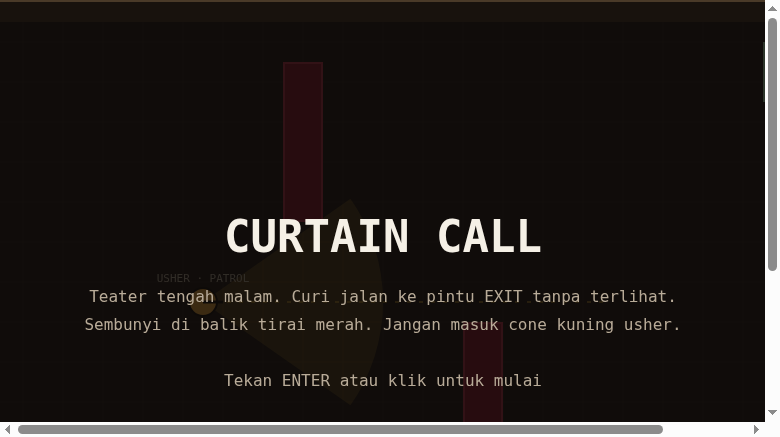 CURTAIN CALL
USHER · PATROL
Teater tengah malam. Curi jalan ke pintu EXIT tanpa terlihat.
Sembunyi di balik tirai merah. Jangan masuk cone kuning usher.
Tekan ENTER atau klik untuk mulai